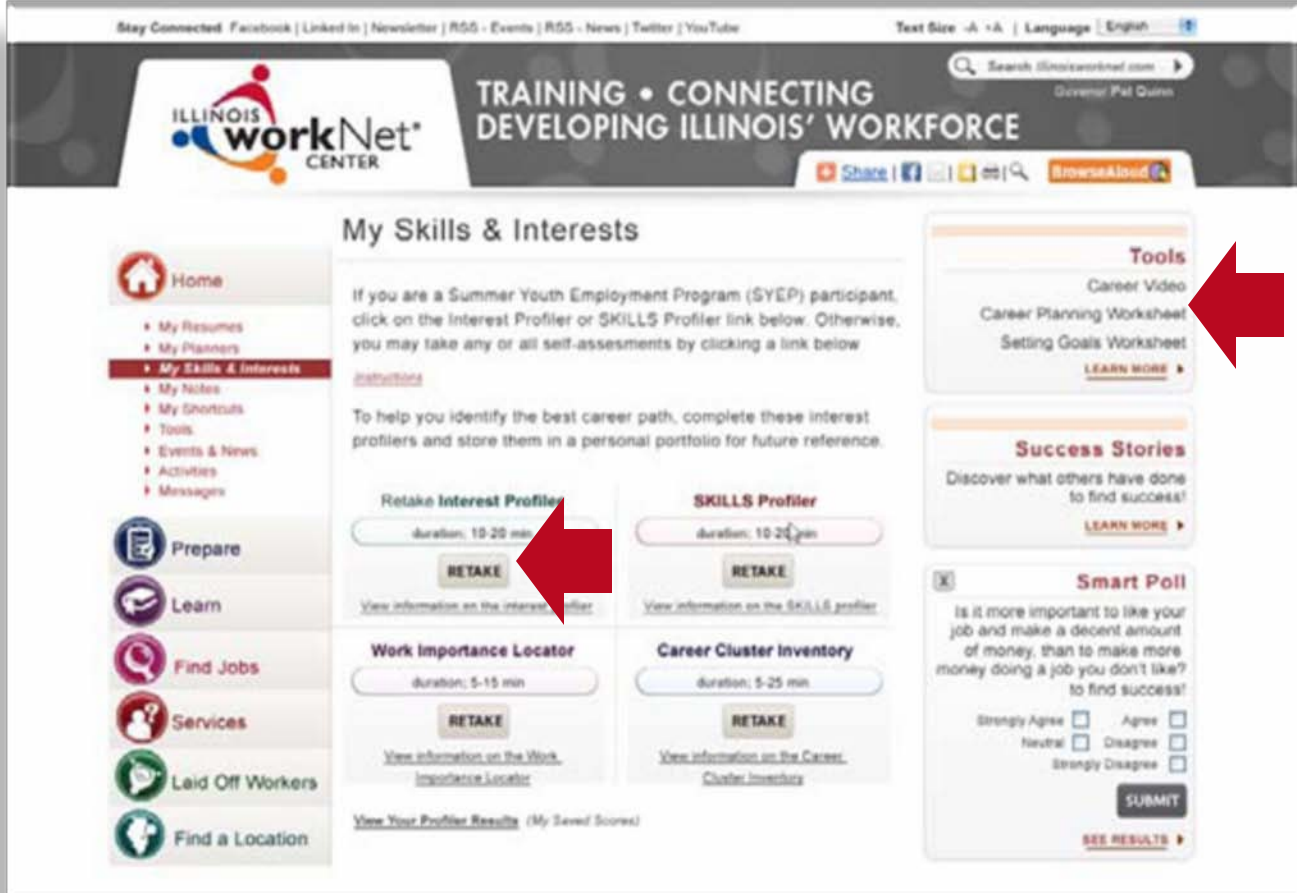 Stay Connected Facebook | Linked In | Newsletter | RSS - Events | RSS - News | Twitter | YouTube
Text Size -A +A | Language English
Search Illinoisworknet.com
Governor Pat Quinn
ILLINOIS
workNet
CENTER
TRAINING • CONNECTING
DEVELOPING ILLINOIS' WORKFORCE
Share
BrowseAloud
My Skills & Interests
Home
My Resumes
My Planners
My Skills & Interests
My Notes
My Shortcuts
Tools
Events & News
Activities
Messages
Prepare
Learn
Find Jobs
Services
Laid Off Workers
Find a Location
If you are a Summer Youth Employment Program (SYEP) participant,
click on the Interest Profiler or SKILLS Profiler link below. Otherwise,
you may take any or all self-assesments by clicking a link below
instructions
To help you identify the best career path, complete these interest
profilers and store them in a personal portfolio for future reference.
Retake Interest Profiler
duration; 10-20 min
RETAKE
View information on the interest profiler
SKILLS Profiler
duration; 10-20 min
RETAKE
View information on the SKILLS profiler
Work Importance Locator
duration; 5-15 min
RETAKE
View information on the Work
Importance Locator
Career Cluster Inventory
duration; 5-25 min
RETAKE
View information on the Career
Cluster Inventory
View Your Profiler Results (My Saved Scores)
Tools
Career Video
Career Planning Worksheet
Setting Goals Worksheet
LEARN MORE
Success Stories
Discover what others have done
to find success!
LEARN MORE
X
Smart Poll
Is it more important to like your
job and make a decent amount
of money, than to make more
money doing a job you don't like?
to find success!
Strongly Agree Agree
Neutral Disagree
Strongly Disagree
SUBMIT
SEE RESULTS